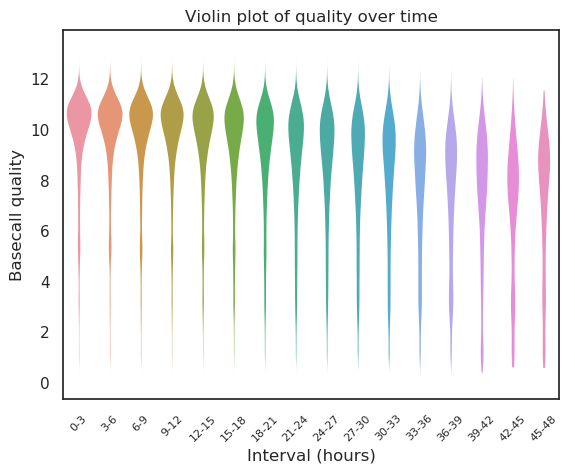 Violin plot of quality over time
Basecall quality
12
10
8
6
4
2
0
0-3 3-6 6-9 9-12 12-15 15-18 18-21 21-24 24-27 27-30 30-33 33-36 36-39 39-42 42-45 45-48
Interval (hours)